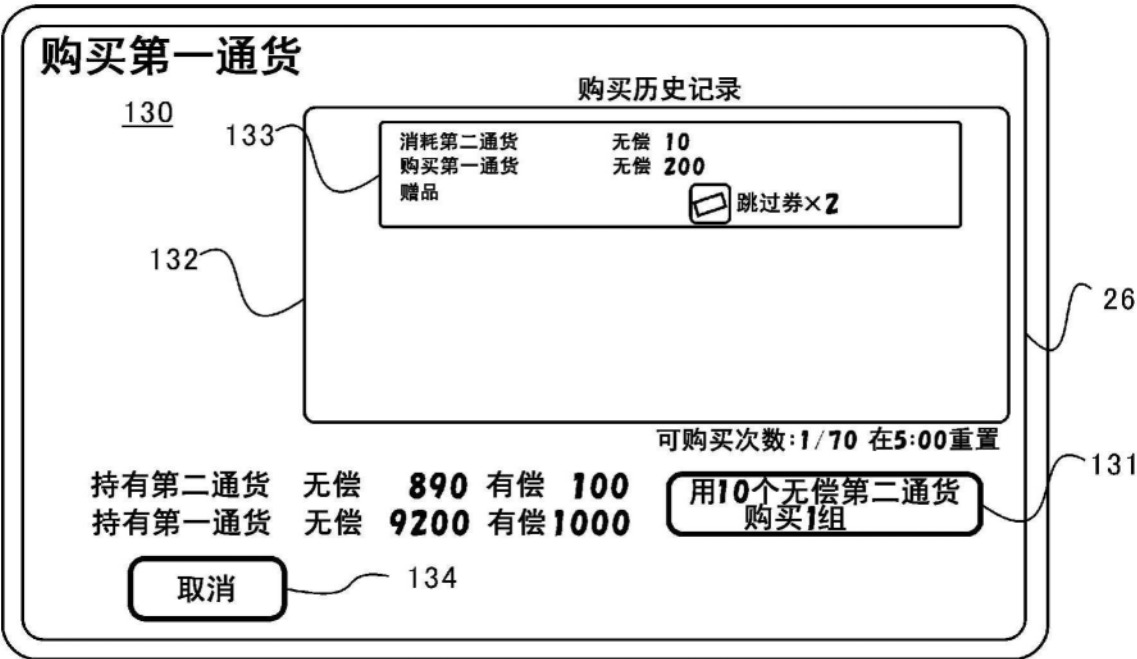 购买第一通货
130
购买历史记录
133
消耗第二通货 无偿 10
购买第一通货 无偿 200
赠品
跳过券×2
132
26
可购买次数:1/70 在5:00重置
131
持有第二通货 无偿 890 有偿 100
用10个无偿第二通货
购买1组
持有第一通货 无偿 9200 有偿1000
取消
134